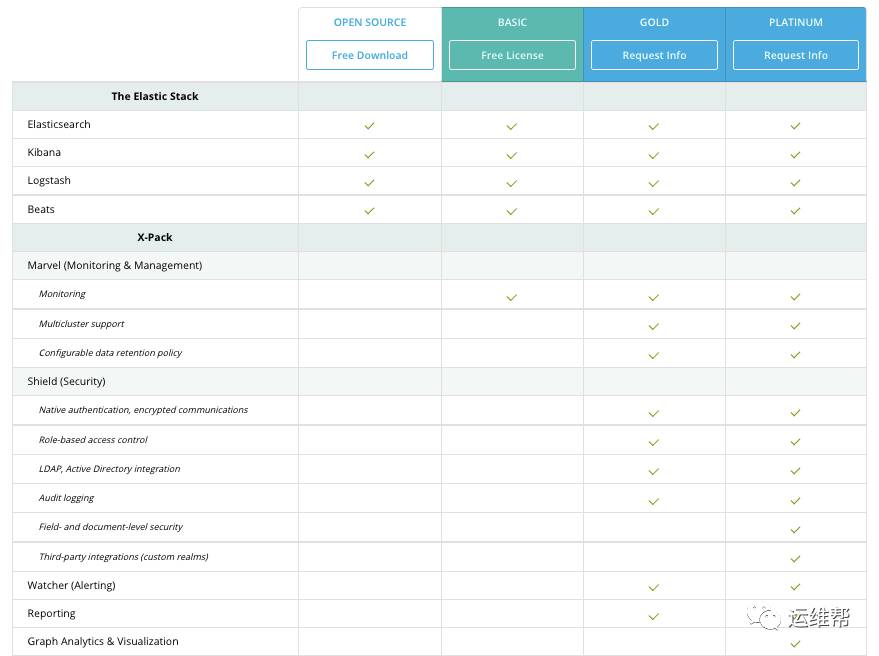 OPEN SOURCE BASIC GOLD PLATINUM
Free Download Free License Request Info Request Info
The Elastic Stack
Elasticsearch
Kibana
Logstash
Beats
X-Pack
Marvel (Monitoring & Management)
Monitoring
Multicluster support
Configurable data retention policy
Shield (Security)
Native authentication, encrypted communications
Role-based access control
LDAP, Active Directory integration
Audit logging
Field- and document-level security
Third-party integrations (custom realms)
Watcher (Alerting)
Reporting
运维帮
Graph Analytics & Visualization